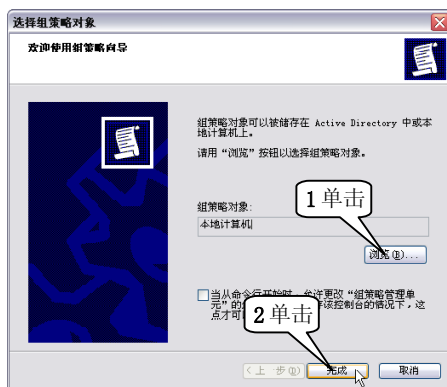 选择组策略对象
欢迎使用组策略向导
组策略对象可以被储存在 Active Directory 中或本
地计算机上。
请用“浏览”按钮以选择组策略对象。
组策略对象:
本地计算机
1 单击
浏览(B)...
当从命令行开始时，允许更改“组策略管理单
元”的
存该控制台的情况下，这
点才可
2 单击
<上一步(B)
完成
取消